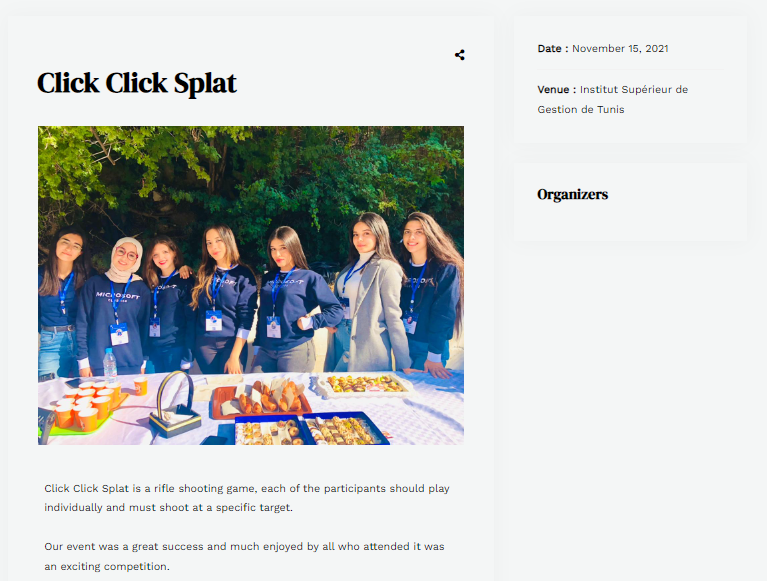 Click Click Splat
MICROSOFT
MICROSOFT
Click Click Splat is a rifle shooting game, each of the participants should play
individually and must shoot at a specific target.
Our event was a great success and much enjoyed by all who attended it was
an exciting competition.
Date : November 15, 2021
Venue : Institut Supérieur de
Gestion de Tunis
Organizers